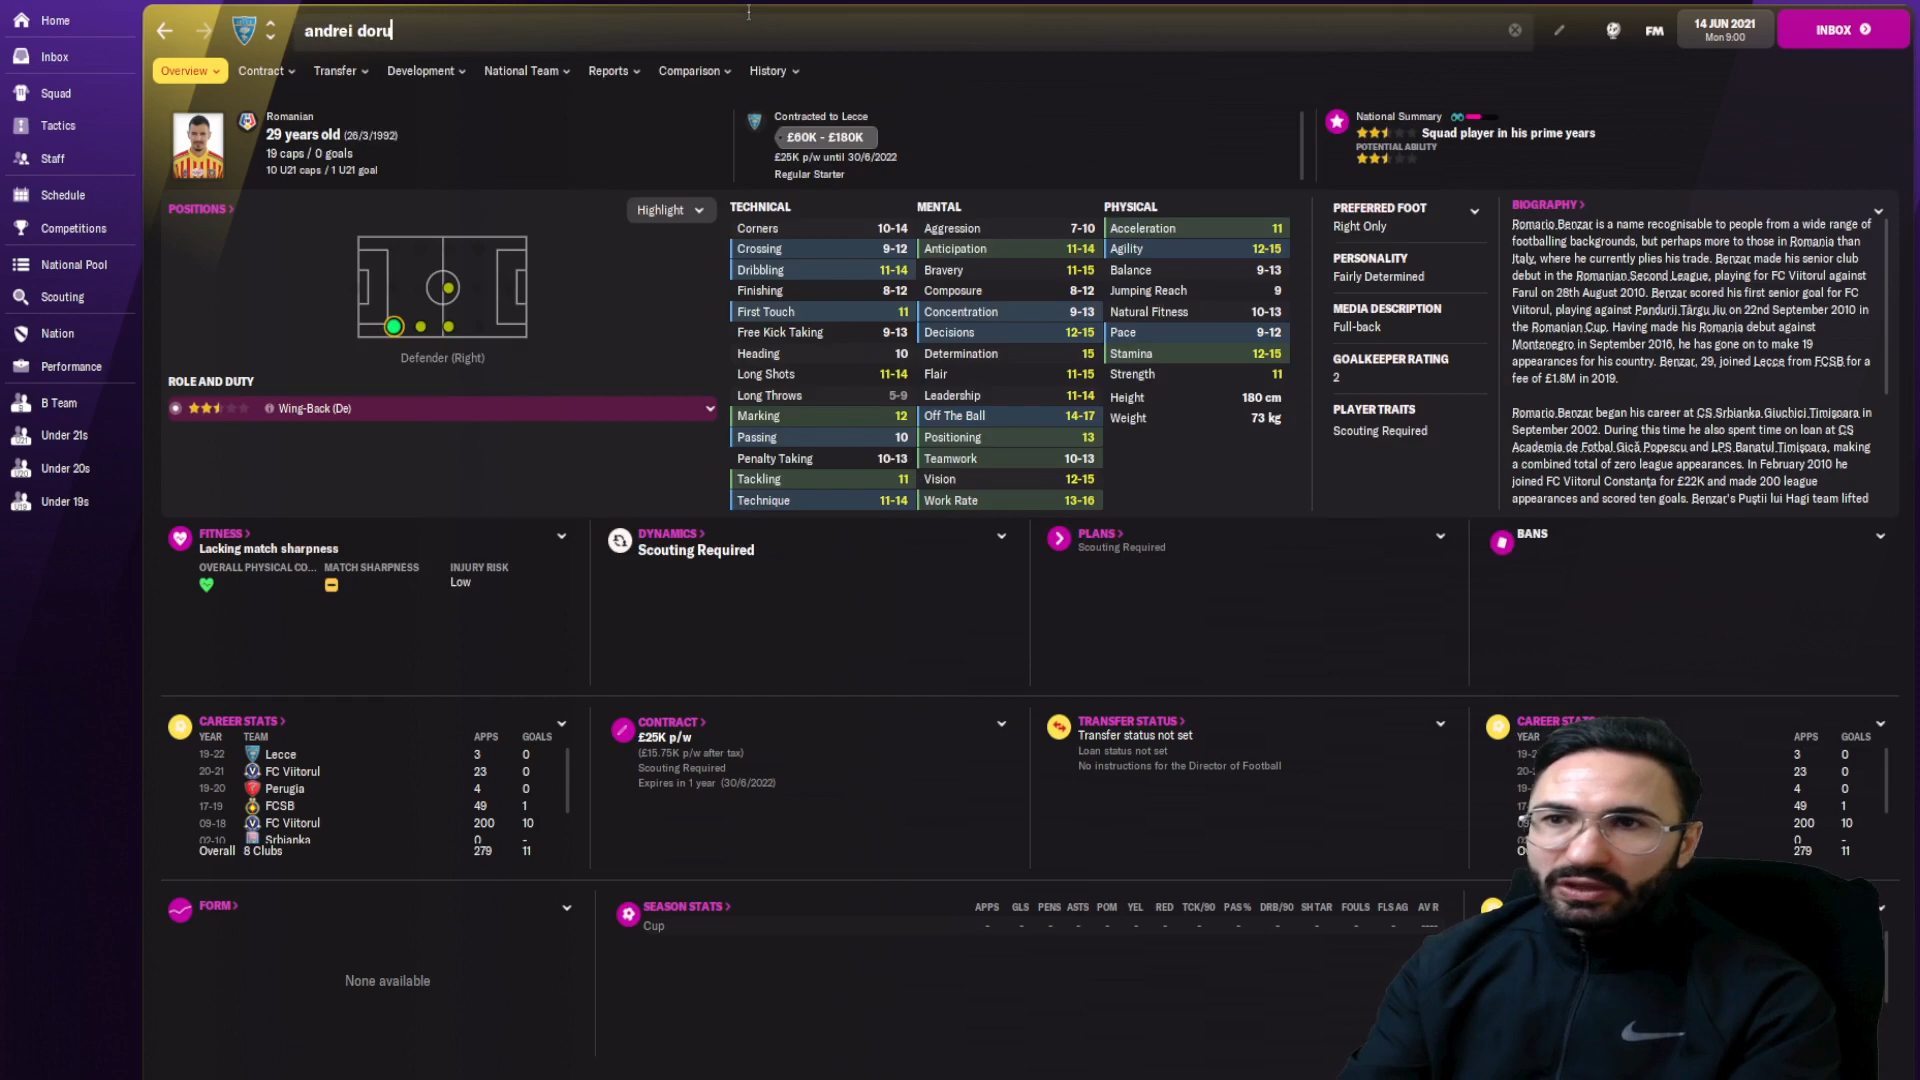 Home
Inbox
Squad
Tactics
Staff
Schedule
Competitions
National Pool
Scouting
Nation
Performance
B Team
Under 21s
Under 20s
Under 19s
andrei doru
FM
14 JUN 2021
Mon 9:00
INBOX
Overview
Contract
Transfer
Development
National Team
Reports
Comparison
History
Romanian
29 years old (26/3/1992)
19 caps / 0 goals
10 U21 caps / 1 U21 goal
Contracted to Lecce
£60K - £180K
£25K p/w until 30/6/2022
Regular Starter
National Summary
Squad player in his prime years
POTENTIAL ABILITY
POSITIONS
Highlight
Defender (Right)
ROLE AND DUTY
Wing-Back (De)
TECHNICAL
Corners 10-14
Crossing 9-12
Dribbling 11-14
Finishing 8-12
First Touch 11
Free Kick Taking 9-13
Heading 10
Long Shots 11-14
Long Throws 5-9
Marking 12
Passing 10
Penalty Taking 10-13
Tackling 11
Technique 11-14
MENTAL
Aggression 7-10
Anticipation 11-14
Bravery 11-15
Composure 8-12
Concentration 9-13
Decisions 12-15
Determination 15
Flair 11-15
Leadership 11-14
Off The Ball 14-17
Positioning 13
Teamwork 10-13
Vision 12-15
Work Rate 13-16
PHYSICAL
Acceleration 11
Agility 12-15
Balance 9-13
Jumping Reach 9
Natural Fitness 10-13
Pace 9-12
Stamina 12-15
Strength 11
Height 180 cm
Weight 73 kg
PREFERRED FOOT
Right Only
PERSONALITY
Fairly Determined
MEDIA DESCRIPTION
Full-back
GOALKEEPER RATING
2
PLAYER TRAITS
Scouting Required
BIOGRAPHY
Romario Benzar is a name recognisable to people from a wide range of
footballing backgrounds, but perhaps more to those in Romania than
Italy, where he currently plies his trade. Benzar made his senior club
debut in the Romanian Second League, playing for FC Viitorul against
Farul on 28th August 2010. Benzar scored his first senior goal for FC
Viitorul, playing against Pandurii Târgu Jiu on 22nd September 2010 in
the Romanian Cup. Having made his Romania debut against
Montenegro in September 2016, he has gone on to make 19
appearances for his country. Benzar, 29, joined Lecce from FCSB for a
fee of £1.8M in 2019.
Romario Benzar began his career at CS Srbianka Giuchici Timişoara in
September 2002. During this time he also spent time on loan at CS
Academia de Fotbal Gică Popescu and LPS Banatul Timişoara, making
a combined total of zero league appearances. In February 2010 he
joined FC Viitorul Constanţa for £22K and made 200 league
appearances and scored ten goals. Benzar's Puştii lui Hagi team lifted
FITNESS
Lacking match sharpness
OVERALL PHYSICAL CO... MATCH SHARPNESS INJURY RISK
Low
DYNAMICS
Scouting Required
PLANS
Scouting Required
BANS
CAREER STATS
YEAR TEAM APPS GOALS
19-22 Lecce 3 0
20-21 FC Viitorul 23 0
19-20 Perugia 4 0
17-19 FCSB 49 1
09-18 FC Viitorul 200 10
02-10 Srbianka 0 -
Overall 8 Clubs 279 11
CONTRACT
£25K p/w
(£15.75K p/w after tax)
Scouting Required
Expires in 1 year (30/6/2022)
TRANSFER STATUS
Transfer status not set
Loan status not set
No instructions for the Director of Football
CAREER STATS
YEAR APPS GOALS
3 0
23 0
4 0
17- 49 1
200 10
0 -
279 11
FORM
None available
SEASON STATS APPS GLS PENS ASTS POM YEL RED TCK/90 PAS % DRB/90 SH TAR FOULS FLS AG AV R
Cup - - - - - - - - - - - - - ----